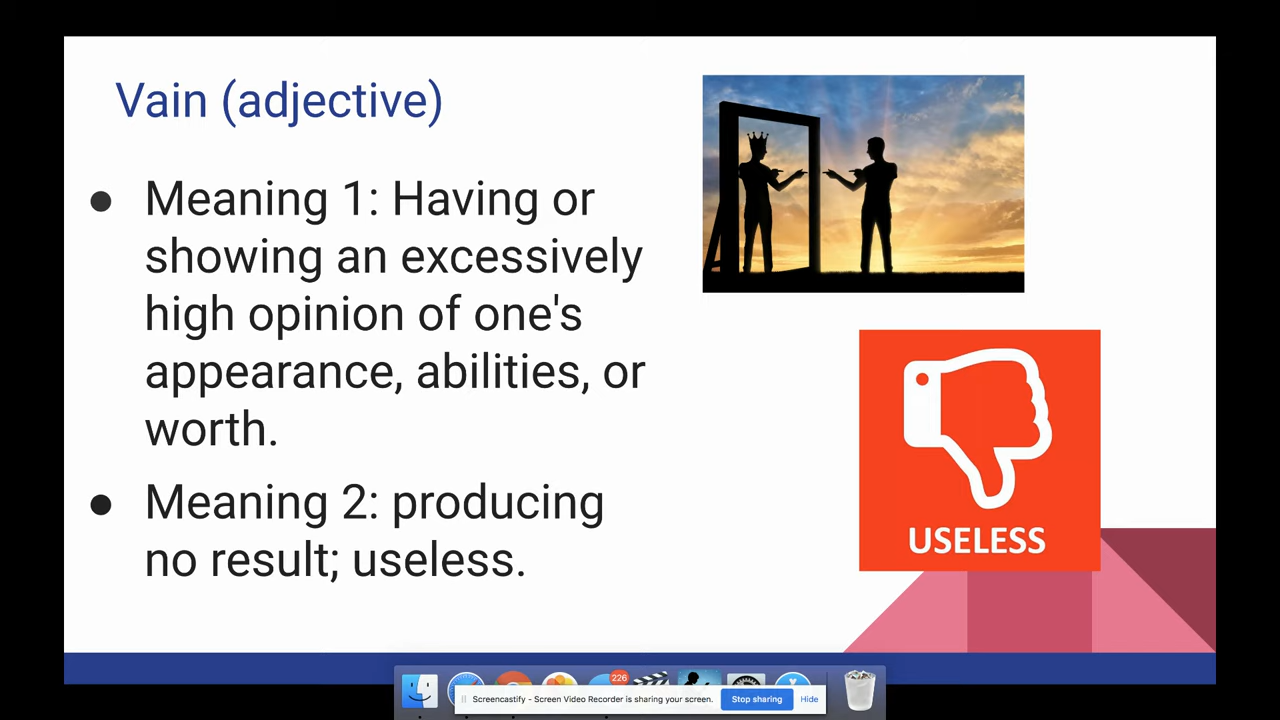 Vain (adjective)
● Meaning 1: Having or
showing an excessively
high opinion of one's
appearance, abilities, or
worth.
● Meaning 2: producing
no result; useless.
USELESS
226
Screencastify - Screen Video Recorder is sharing your screen.
Stop sharing
Hide